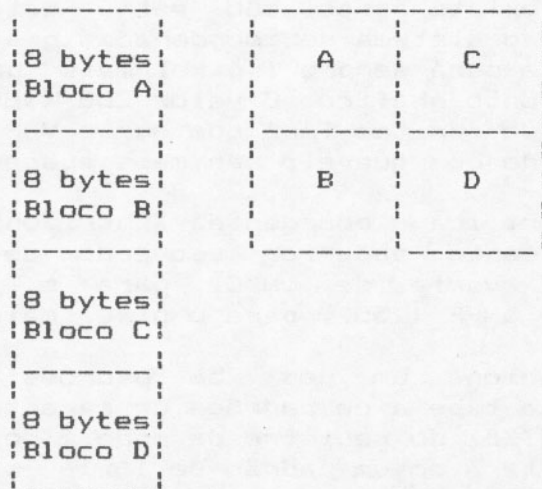 8 bytes
Bloco A
8 bytes
Bloco B
8 bytes
Bloco C
8 bytes
Bloco D
A C
B D